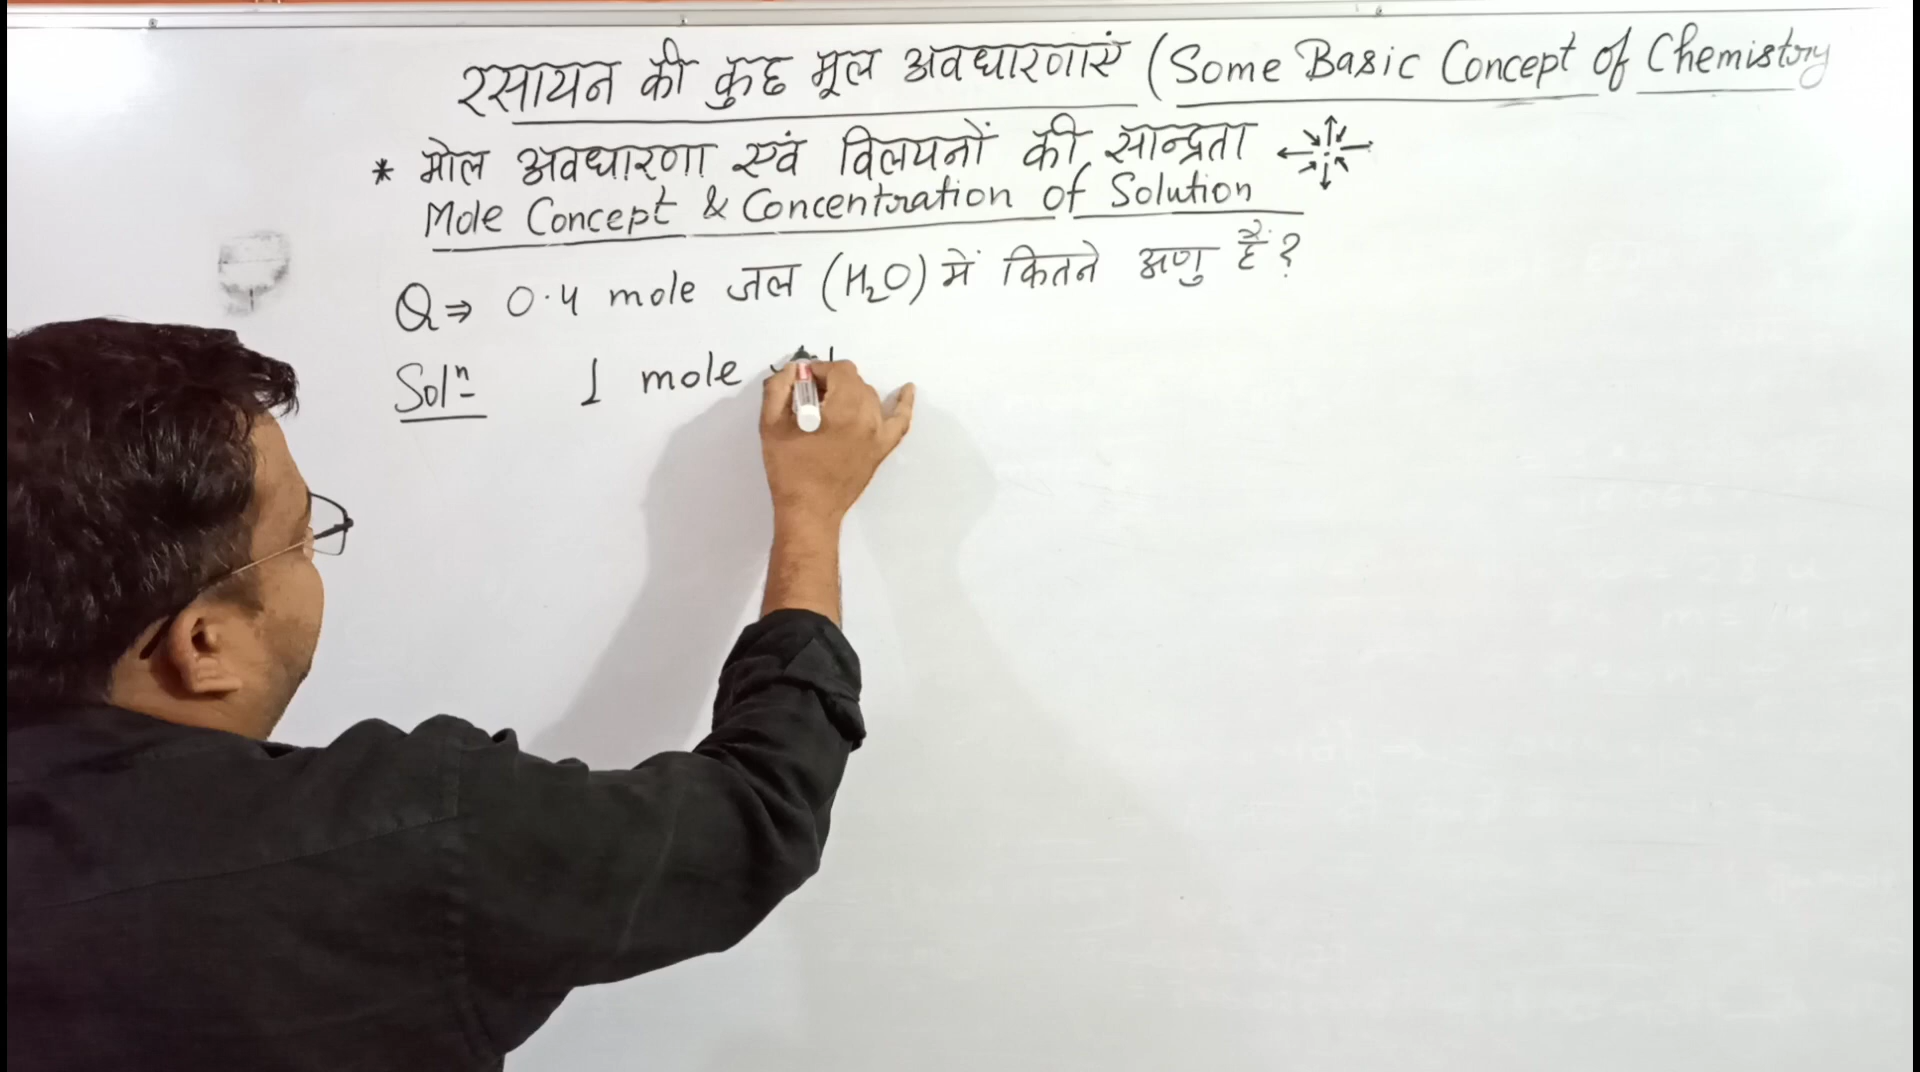 रसायन की कुछ मूल अवधारणाएं (Some Basic Concept of Chemistry
* मोल अवधारणा एवं विलयनों की सान्द्रता
Mole Concept & Concentration of Solution
Q⇒ 0.4 mole जल (H₂O) में कितने अणु हैं?
Solⁿ- 1 mole